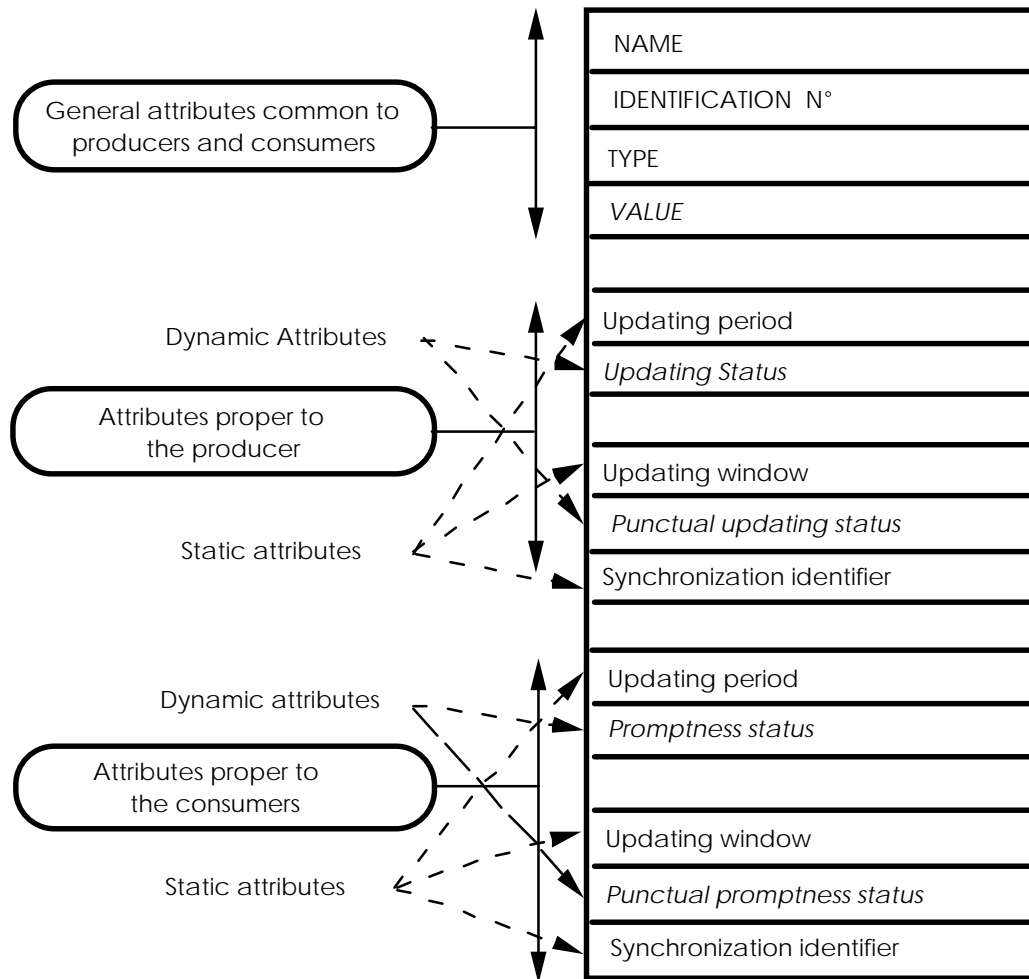 NAME
General attributes common to
producers and consumers
IDENTIFICATION N°
TYPE
VALUE
Updating period
Dynamic Attributes
Updating Status
Attributes proper to
the producer
Updating window
Punctual updating status
Static attributes
Synchronization identifier
Updating period
Dynamic attributes
Promptness status
Attributes proper to
the consumers
Updating window
Static attributes
Punctual promptness status
Synchronization identifier